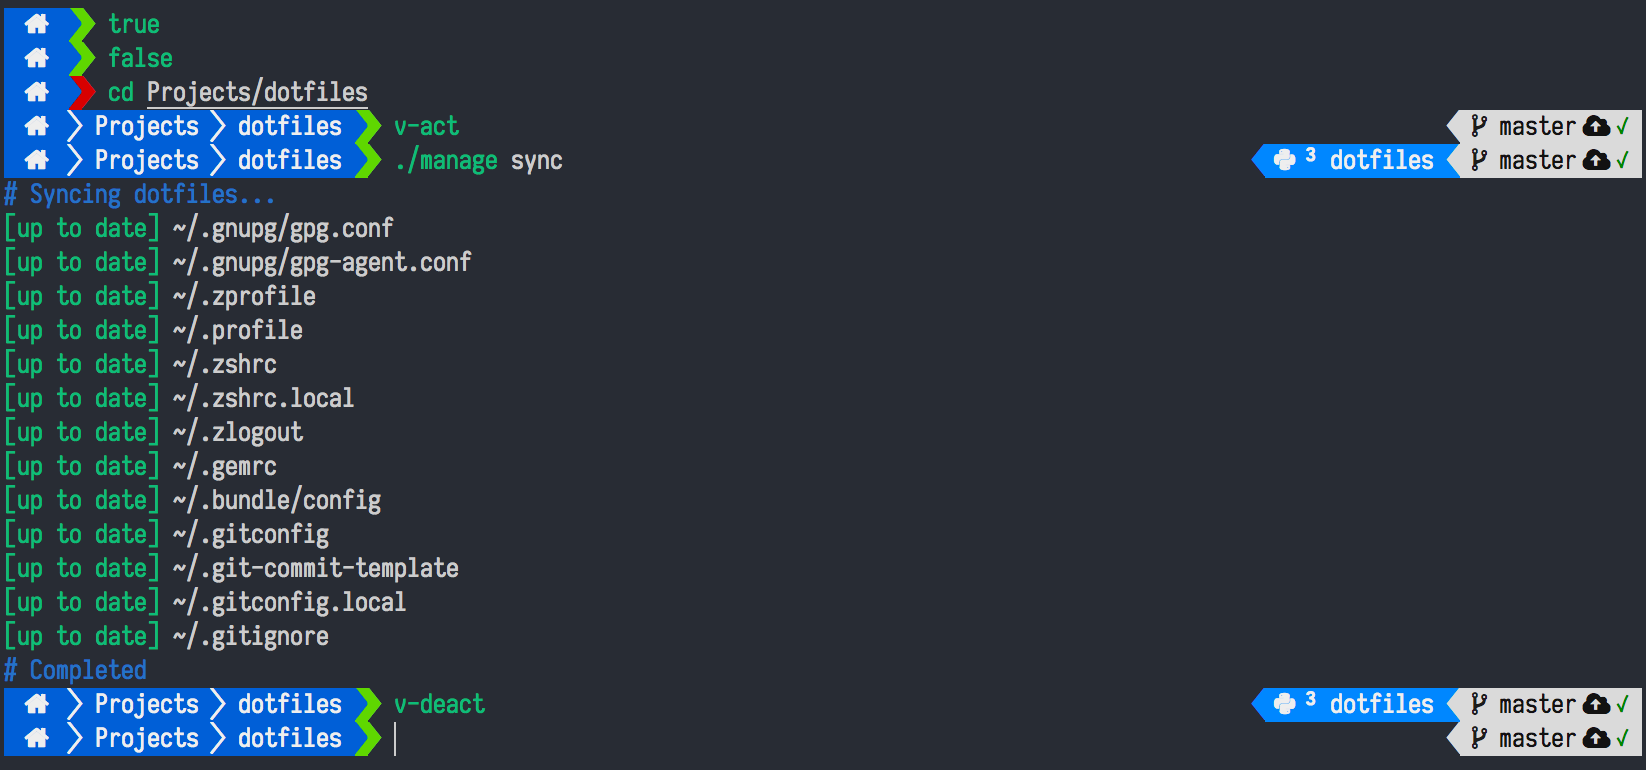 true
false
cd Projects/dotfiles
Projects dotfiles v-act master ✓
Projects dotfiles ./manage sync 3 dotfiles master ✓
# Syncing dotfiles...
[up to date] ~/.gnupg/gpg.conf
[up to date] ~/.gnupg/gpg-agent.conf
[up to date] ~/.zprofile
[up to date] ~/.profile
[up to date] ~/.zshrc
[up to date] ~/.zshrc.local
[up to date] ~/.zlogout
[up to date] ~/.gemrc
[up to date] ~/.bundle/config
[up to date] ~/.gitconfig
[up to date] ~/.git-commit-template
[up to date] ~/.gitconfig.local
[up to date] ~/.gitignore
# Completed
Projects dotfiles v-deact 3 dotfiles master ✓
Projects dotfiles master ✓